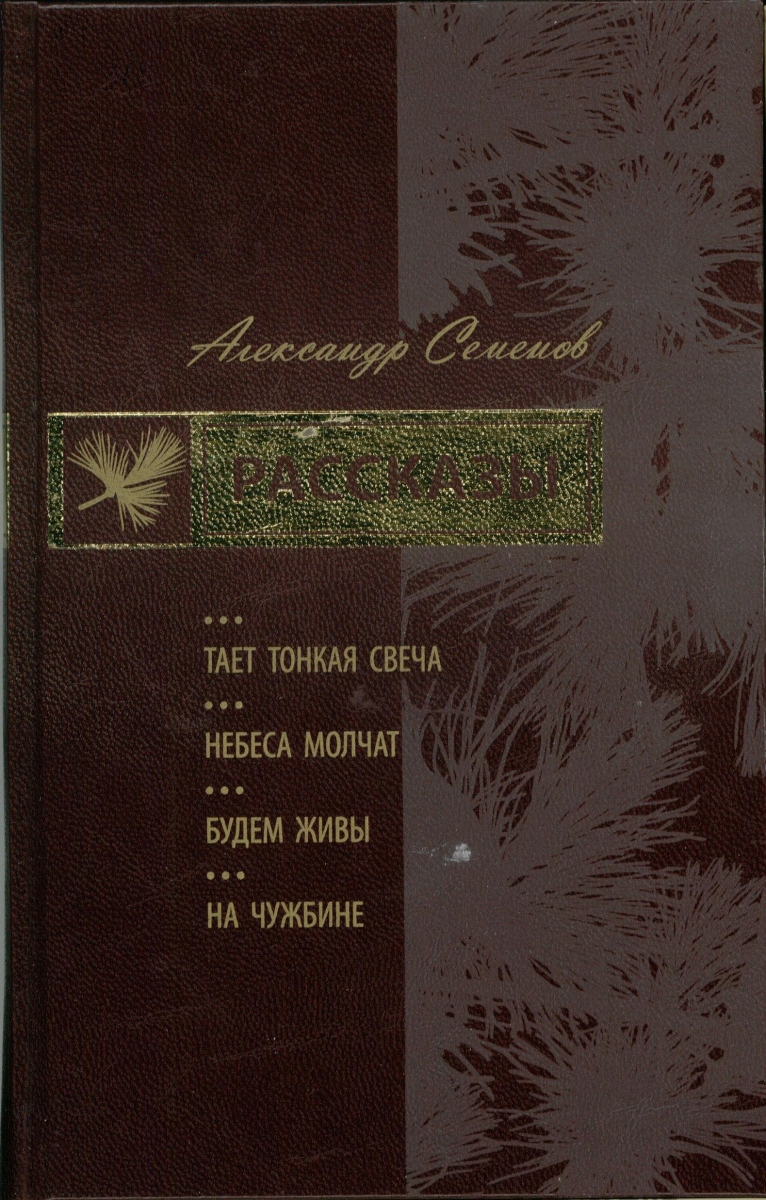 Александр Семенов
РАССКАЗЫ
...
ТАЕТ ТОНКАЯ СВЕЧА
...
НЕБЕСА МОЛЧАТ
...
БУДЕМ ЖИВЫ
...
НА ЧУЖБИНЕ